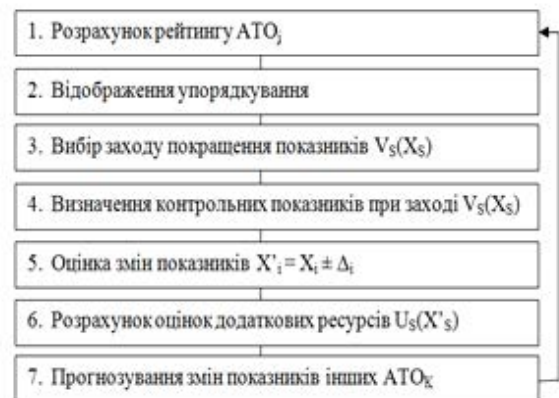 1. Розрахунок рейтингу АТОj
2. Відображення упорядкування
3. Вибір заходу покращення показників VS(XS)
4. Визначення контрольних показників при заході VS(XS)
5. Оцінка змін показників X'i = Xi ± Δi
6. Розрахунок оцінок додаткових ресурсів US(X'S)
7. Прогнозування змін показників інших АТОK